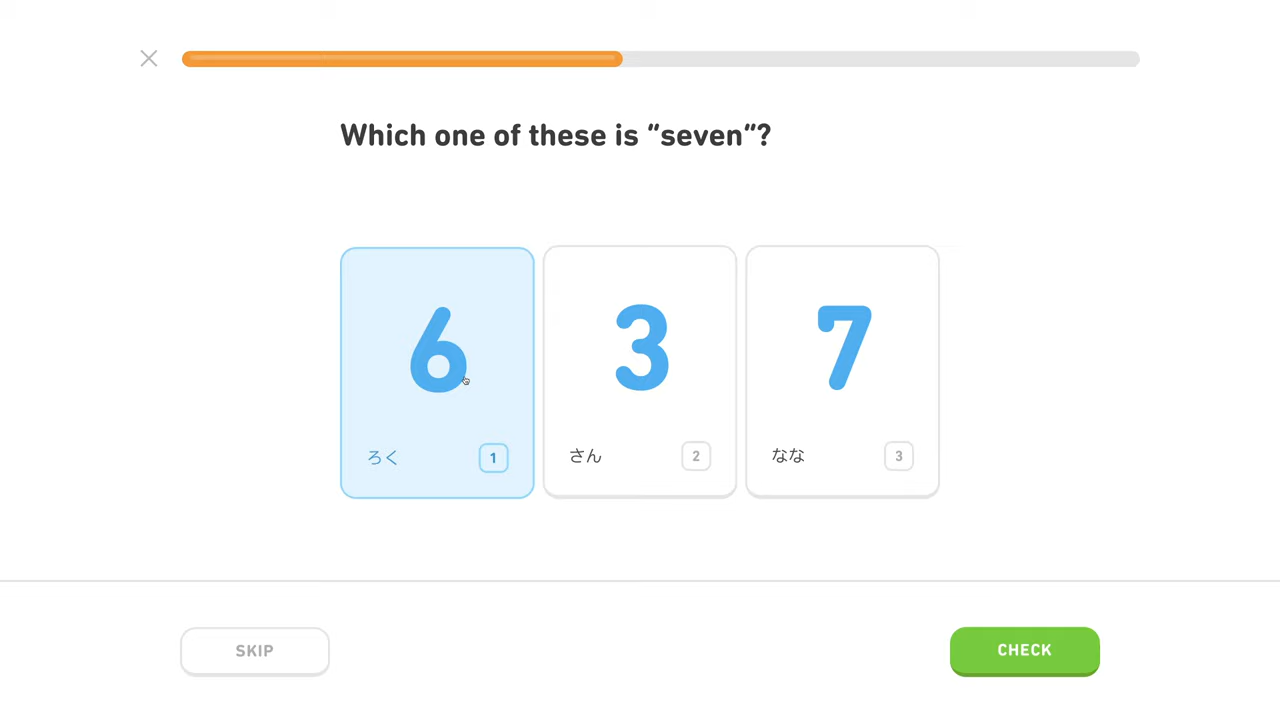 Which one of these is “seven”?
6
3
7
ろく 1
さん 2
なな 3
SKIP
CHECK